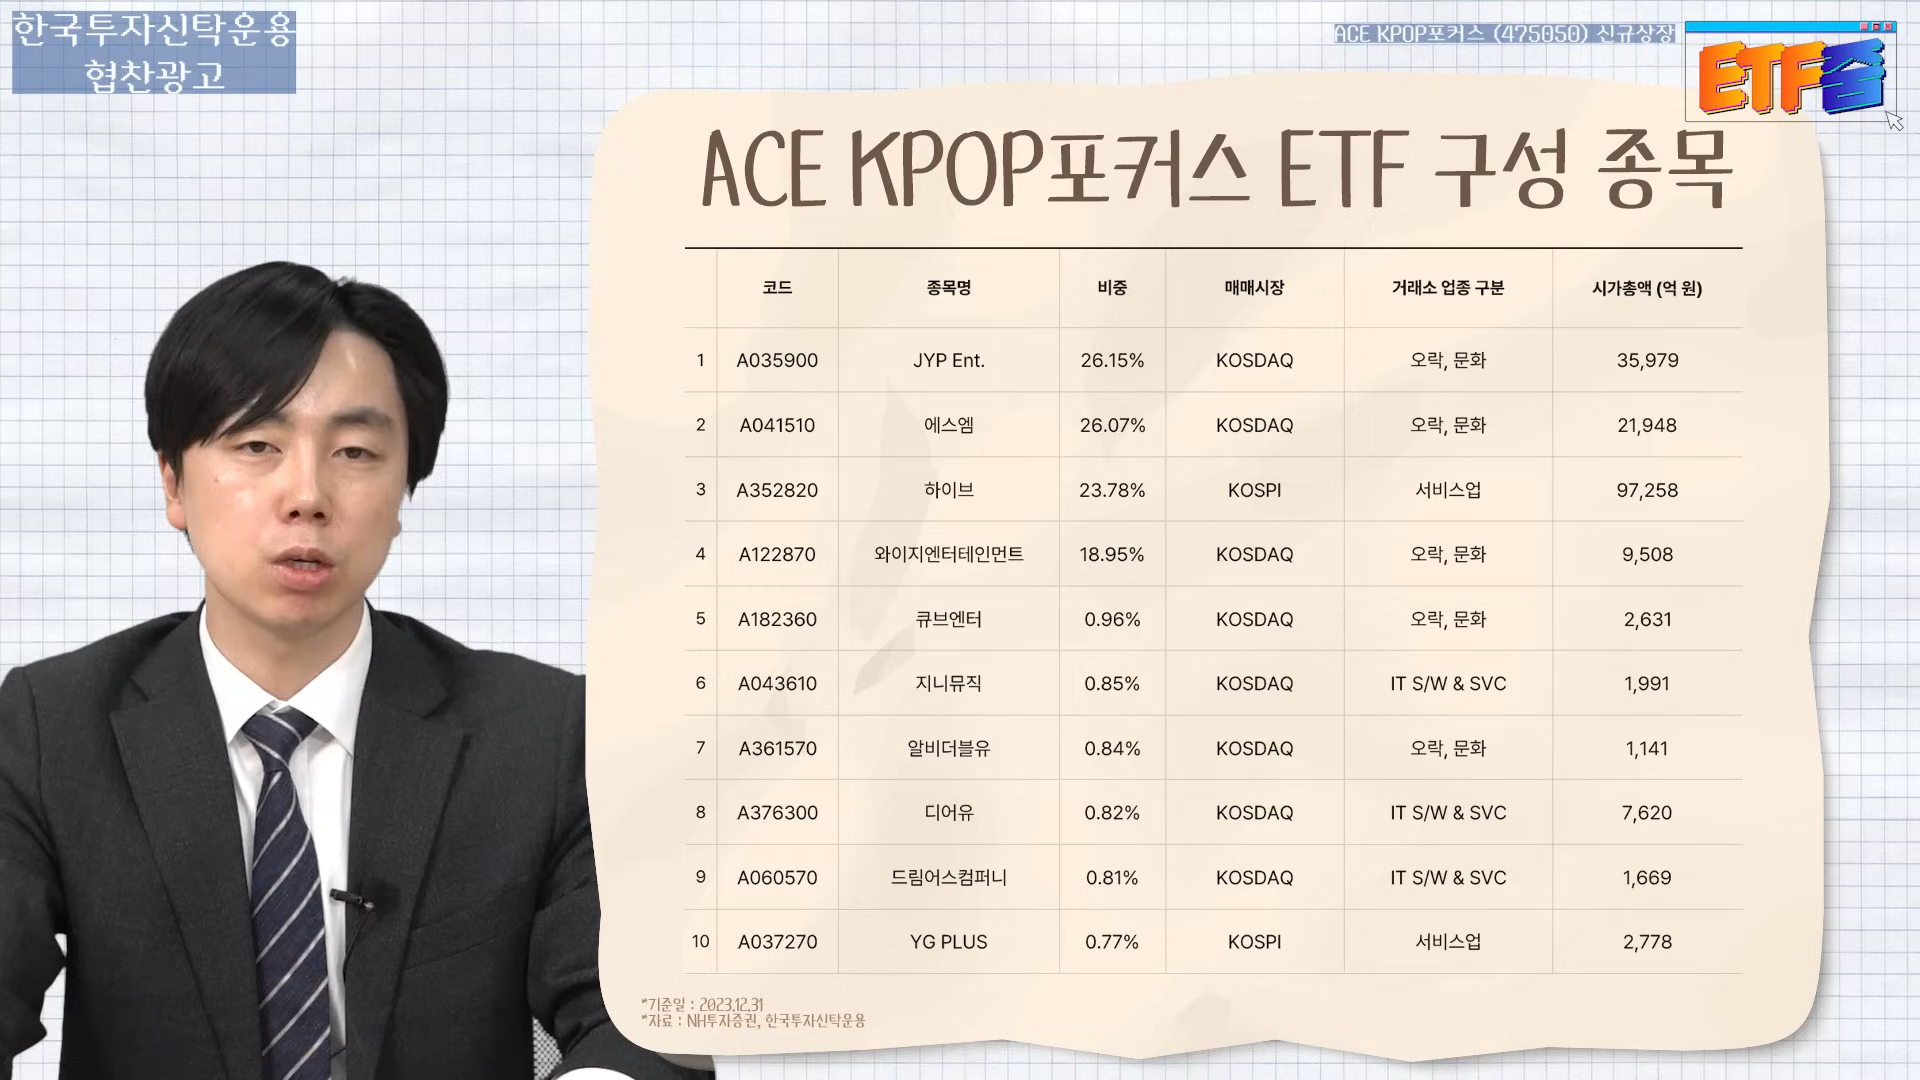 한국투자신탁운용
협찬광고
ACE KPOP포커스 (475050) 신규상장
ETF줍
ACE KPOP포커스 ETF 구성 종목
코드 종목명 비중 매매시장 거래소 업종 구분 시가총액 (억 원)
1 A035900 JYP Ent. 26.15% KOSDAQ 오락, 문화 35,979
2 A041510 에스엠 26.07% KOSDAQ 오락, 문화 21,948
3 A352820 하이브 23.78% KOSPI 서비스업 97,258
4 A122870 와이지엔터테인먼트 18.95% KOSDAQ 오락, 문화 9,508
5 A182360 큐브엔터 0.96% KOSDAQ 오락, 문화 2,631
6 A043610 지니뮤직 0.85% KOSDAQ IT S/W & SVC 1,991
7 A361570 알비더블유 0.84% KOSDAQ 오락, 문화 1,141
8 A376300 디어유 0.82% KOSDAQ IT S/W & SVC 7,620
9 A060570 드림어스컴퍼니 0.81% KOSDAQ IT S/W & SVC 1,669
10 A037270 YG PLUS 0.77% KOSPI 서비스업 2,778
*기준일 : 2023.12.31
*자료 : NH투자증권, 한국투자신탁운용